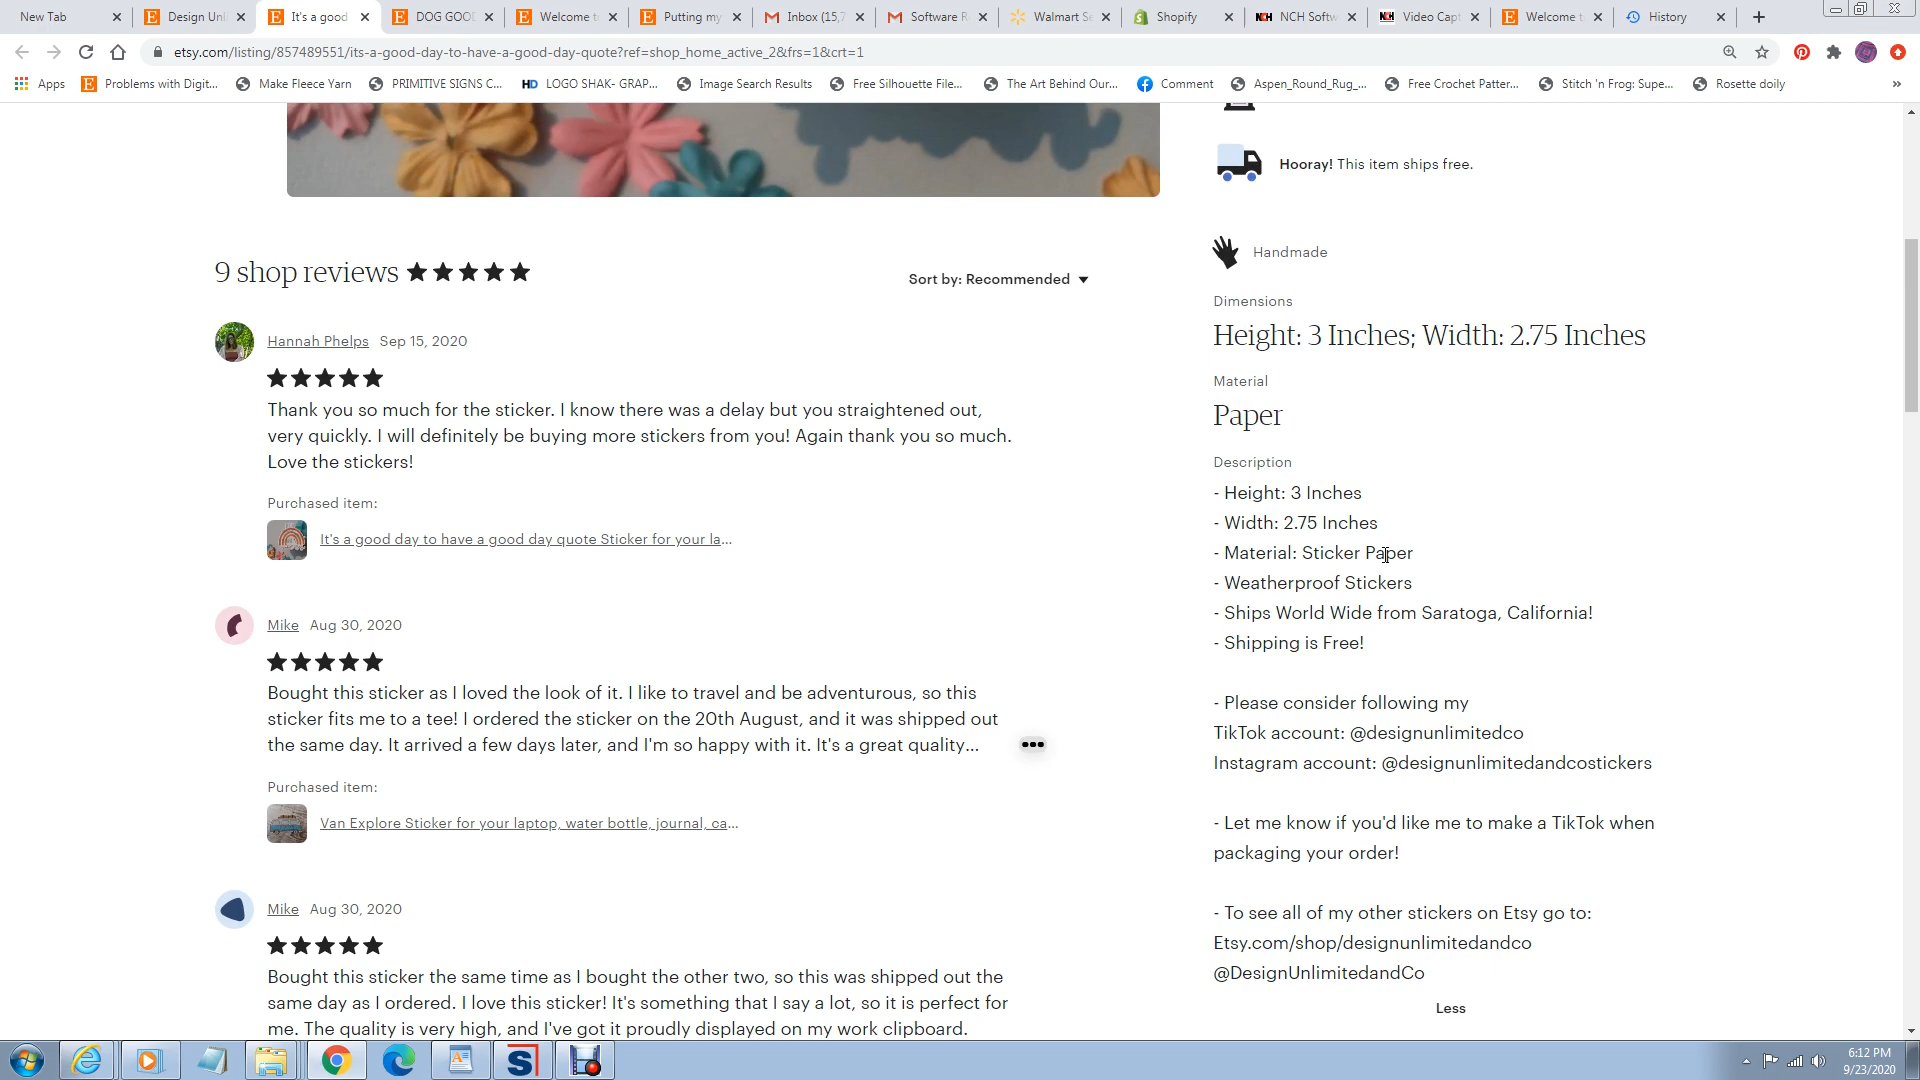 New Tab
Design Unl
It's a good
DOG GOOD
Welcome to
Putting my
Inbox (15,7
Software R
Walmart Se
Shopify
NCH Softw
Video Capt
Welcome t
History
etsy.com/listing/857489551/its-a-good-day-to-have-a-good-day-quote?ref=shop_home_active_2&frs=1&crt=1
Apps
Problems with Digit...
Make Fleece Yarn
PRIMITIVE SIGNS C...
HD LOGO SHAK- GRAP...
Image Search Results
Free Silhouette File...
The Art Behind Our...
Comment
Aspen_Round_Rug_...
Free Crochet Patter...
Stitch 'n Frog: Supe...
Rosette doily
»
9 shop reviews
Sort by: Recommended
Hannah Phelps Sep 15, 2020
Thank you so much for the sticker. I know there was a delay but you straightened out,
very quickly. I will definitely be buying more stickers from you! Again thank you so much.
Love the stickers!
Purchased item:
It's a good day to have a good day quote Sticker for your la...
Mike Aug 30, 2020
Bought this sticker as I loved the look of it. I like to travel and be adventurous, so this
sticker fits me to a tee! I ordered the sticker on the 20th August, and it was shipped out
the same day. It arrived a few days later, and I'm so happy with it. It's a great quality...
Purchased item:
Van Explore Sticker for your laptop, water bottle, journal, ca...
Mike Aug 30, 2020
Bought this sticker the same time as I bought the other two, so this was shipped out the
same day as I ordered. I love this sticker! It's something that I say a lot, so it is perfect for
me. The quality is very high, and I've got it proudly displayed on my work clipboard.
Hooray! This item ships free.
Handmade
Dimensions
Height: 3 Inches; Width: 2.75 Inches
Material
Paper
Description
- Height: 3 Inches
- Width: 2.75 Inches
- Material: Sticker Paper
- Weatherproof Stickers
- Ships World Wide from Saratoga, California!
- Shipping is Free!
- Please consider following my
TikTok account: @designunlimitedco
Instagram account: @designunlimitedandcostickers
- Let me know if you'd like me to make a TikTok when
packaging your order!
- To see all of my other stickers on Etsy go to:
Etsy.com/shop/designunlimitedandco
@DesignUnlimitedandCo
Less
6:12 PM
9/23/2020